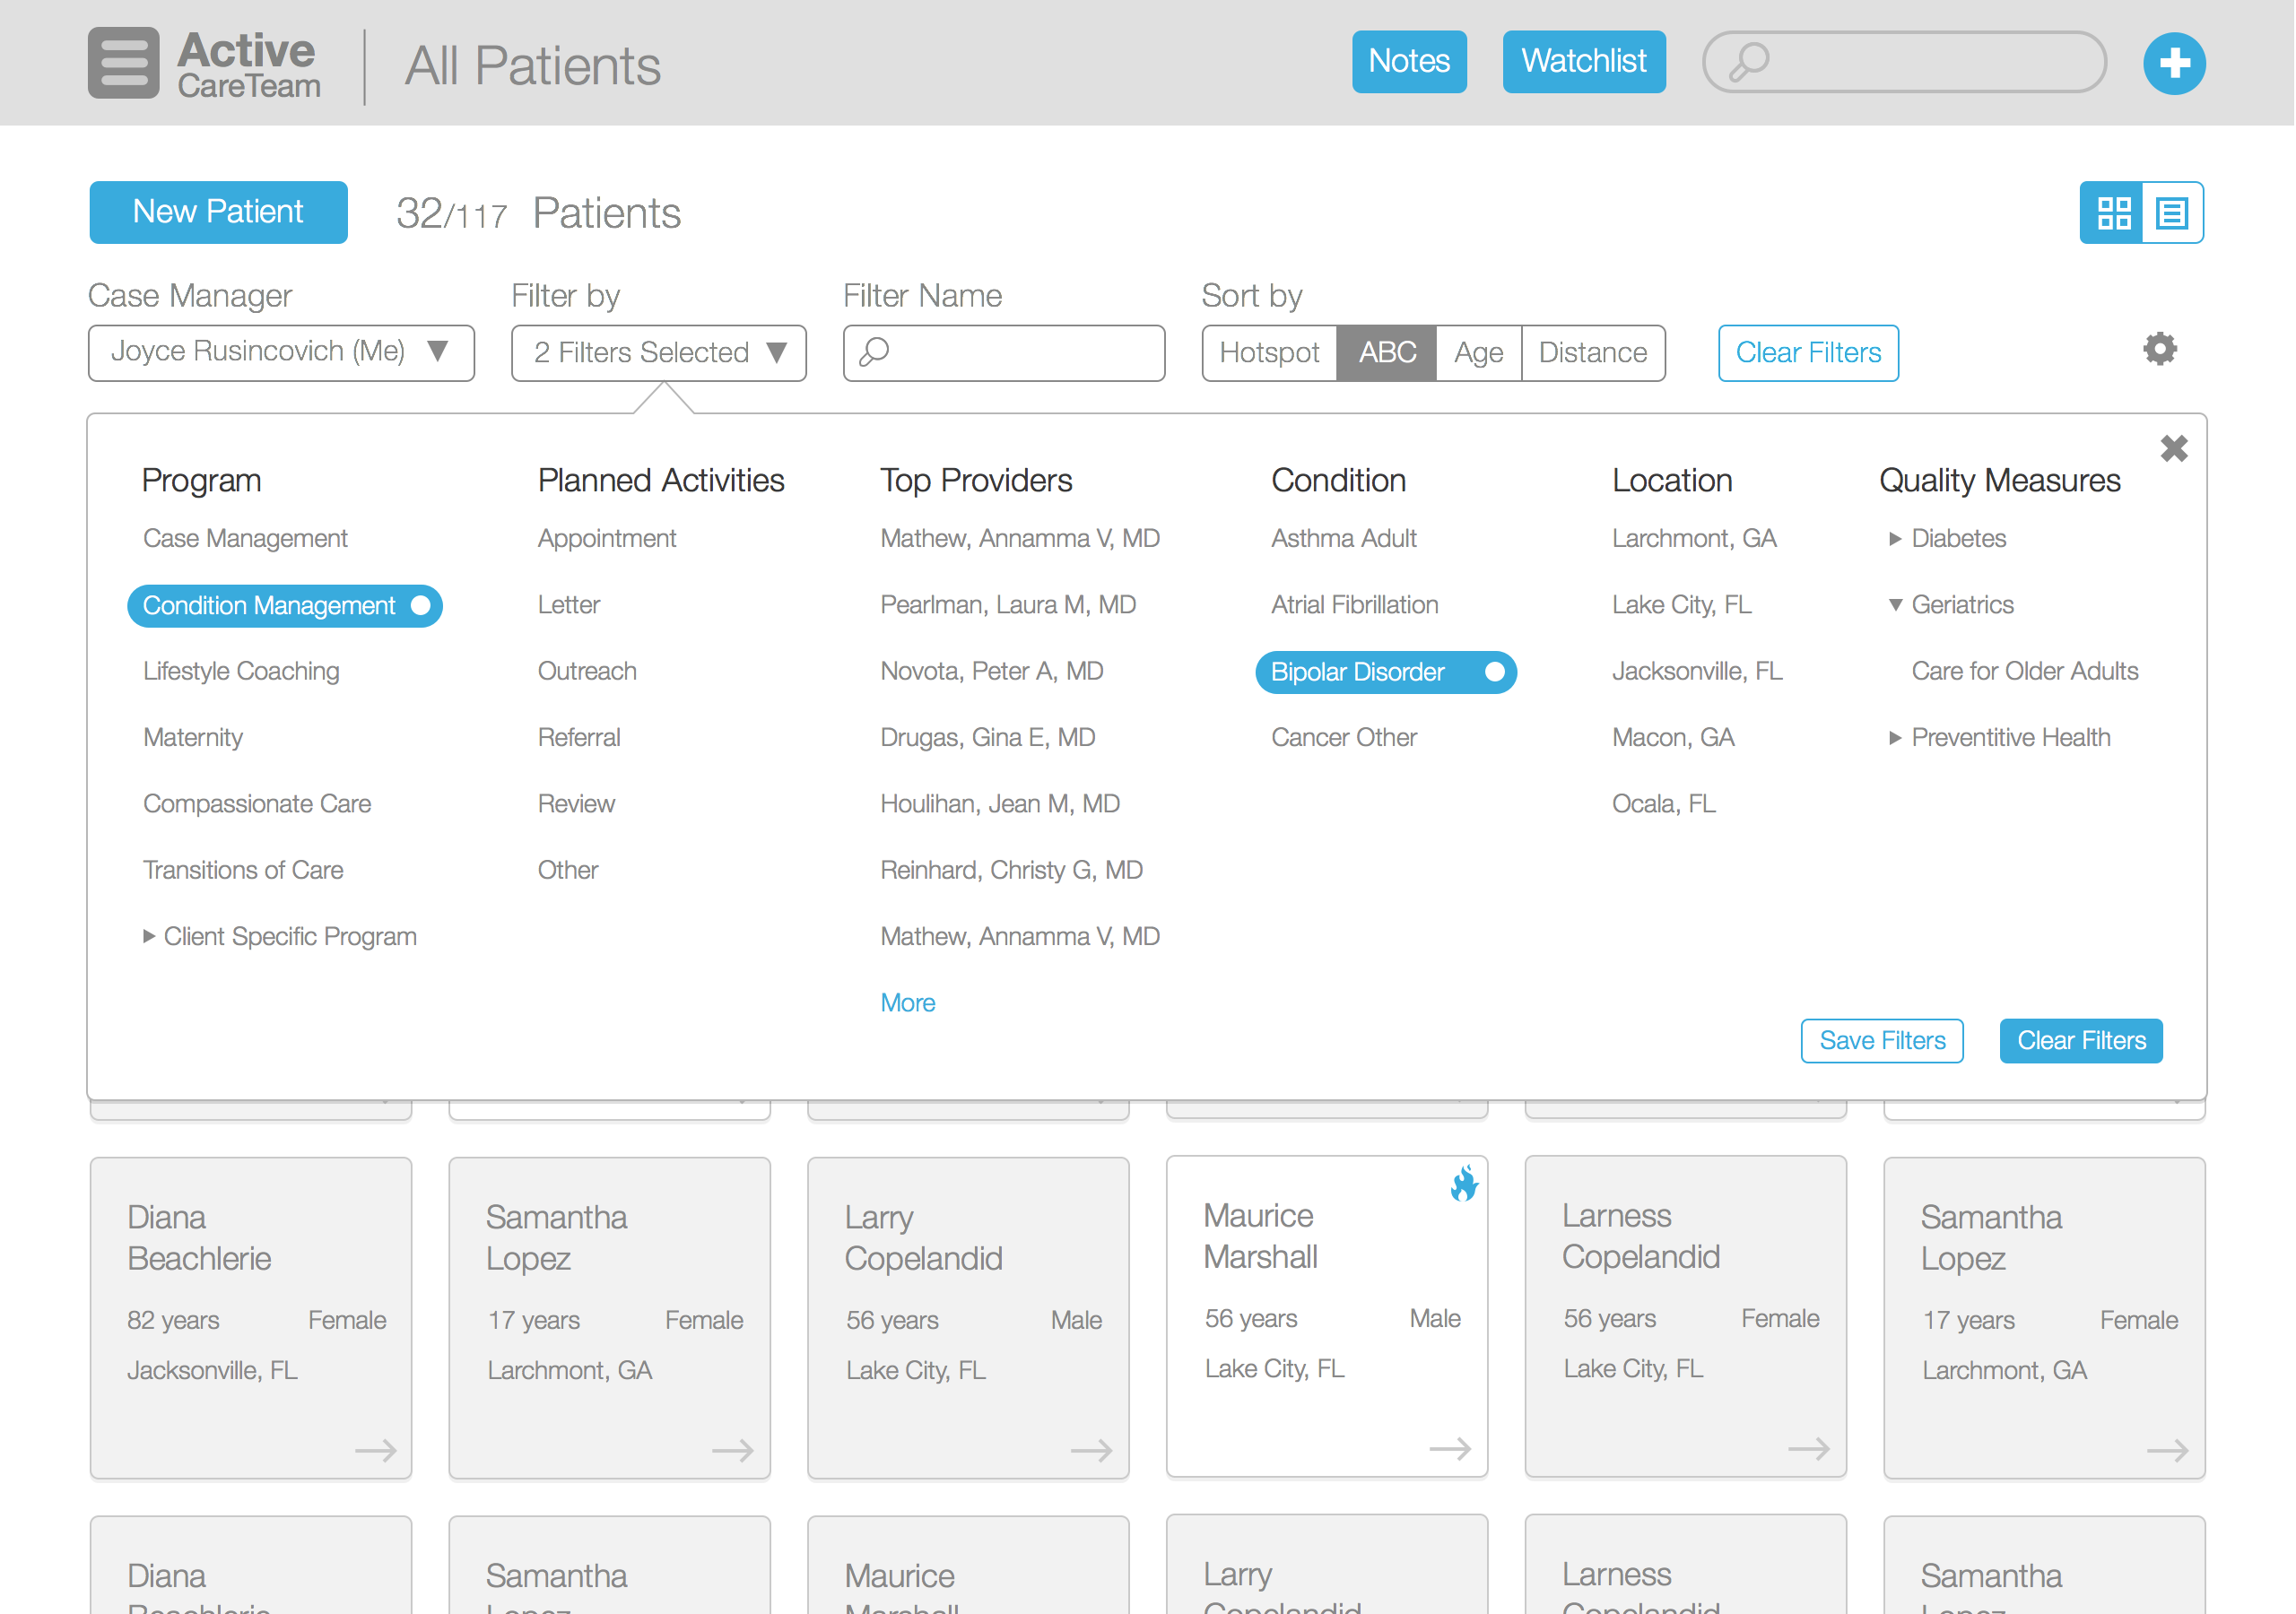 Active
CareTeam
All Patients
Notes
Watchlist
New Patient
32/117 Patients
Case Manager
Filter by
Filter Name
Sort by
Joyce Rusincovich (Me) ▼
2 Filters Selected ▼
Hotspot
ABC
Age
Distance
Clear Filters
Program
Case Management
Condition Management
Lifestyle Coaching
Maternity
Compassionate Care
Transitions of Care
Client Specific Program
Planned Activities
Appointment
Letter
Outreach
Referral
Review
Other
Top Providers
Mathew, Annamma V, MD
Pearlman, Laura M, MD
Novota, Peter A, MD
Drugas, Gina E, MD
Houlihan, Jean M, MD
Reinhard, Christy G, MD
Mathew, Annamma V, MD
More
Condition
Asthma Adult
Atrial Fibrillation
Bipolar Disorder
Cancer Other
Location
Larchmont, GA
Lake City, FL
Jacksonville, FL
Macon, GA
Ocala, FL
Quality Measures
Diabetes
Geriatrics
Care for Older Adults
Preventitive Health
Save Filters
Clear Filters
Diana
Beachlerie
82 years Female
Jacksonville, FL
Samantha
Lopez
17 years Female
Larchmont, GA
Larry
Copelandid
56 years Male
Lake City, FL
Maurice
Marshall
56 years Male
Lake City, FL
Larness
Copelandid
56 years Female
Lake City, FL
Samantha
Lopez
17 years Female
Larchmont, GA
Diana
Beachlerie
Samantha
Lopez
Maurice
Marshall
Larry
Copelandid
Larness
Copelandid
Samantha
Lopez